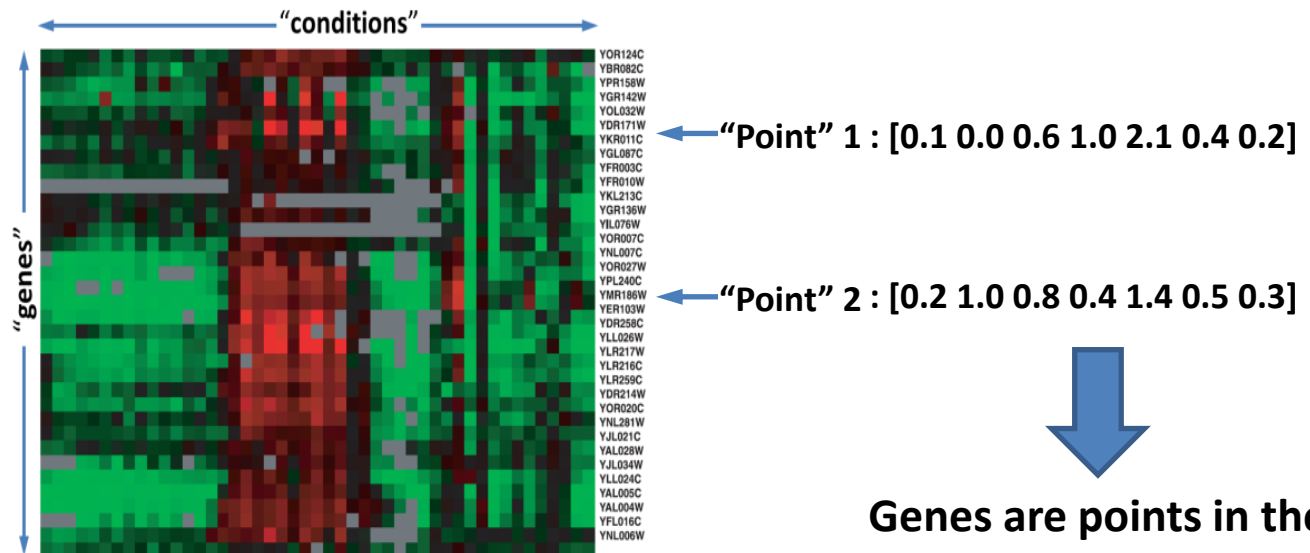 “conditions”
“genes”
YOR124C
YBR082C
YPR158W
YGR142W
YOL032W
YDR171W
YKR011C
YGL087C
YFR003C
YFR010W
YKL213C
YGR136W
YIL076W
YOR007C
YNL007C
YOR027W
YPL240C
YMR186W
YER103W
YDR258C
YLL026W
YLR217W
YLR216C
YLR259C
YDR214W
YOR020C
YNL281W
YJL021C
YAL028W
YJL034W
YLL024C
YAL005C
YAL004W
YFL016C
YNL006W
“Point” 1 : [0.1 0.0 0.6 1.0 2.1 0.4 0.2]
“Point” 2 : [0.2 1.0 0.8 0.4 1.4 0.5 0.3]
Genes are points in the